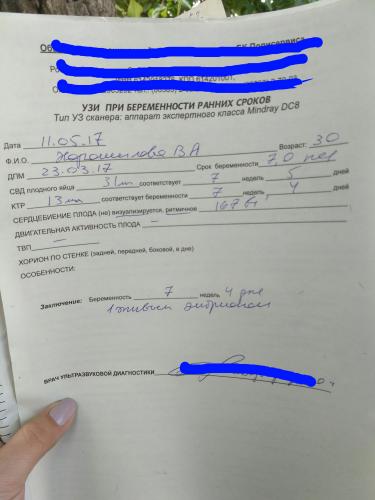 УЗИ ПРИ БЕРЕМЕННОСТИ РАННИХ СРОКОВ
Тип УЗ сканера: аппарат экспертного класса Mindray DC8
Дата 11.05.17 Возраст: 30
Ф.И.О. ВА
ДПМ 23.03.17 Срок беременности 7,0 нед
СВД плодного яйца 31мм соответствует 7 недель 5 дней
КТР 13мм соответствует беременности 7 недель 4 дней
СЕРДЦЕБИЕНИЕ ПЛОДА (не) визуализируется, ритмичное 167
ДВИГАТЕЛЬНАЯ АКТИВНОСТЬ ПЛОДА –
ТВП –
ХОРИОН ПО СТЕНКЕ (задней, передней, боковой, в дне)
ОСОБЕННОСТИ:
Заключение: Беременность 7 недель 4 дня
1 живым эмбрионом
ВРАЧ УЛЬТРАЗВУКОВОЙ ДИАГНОСТИКИ